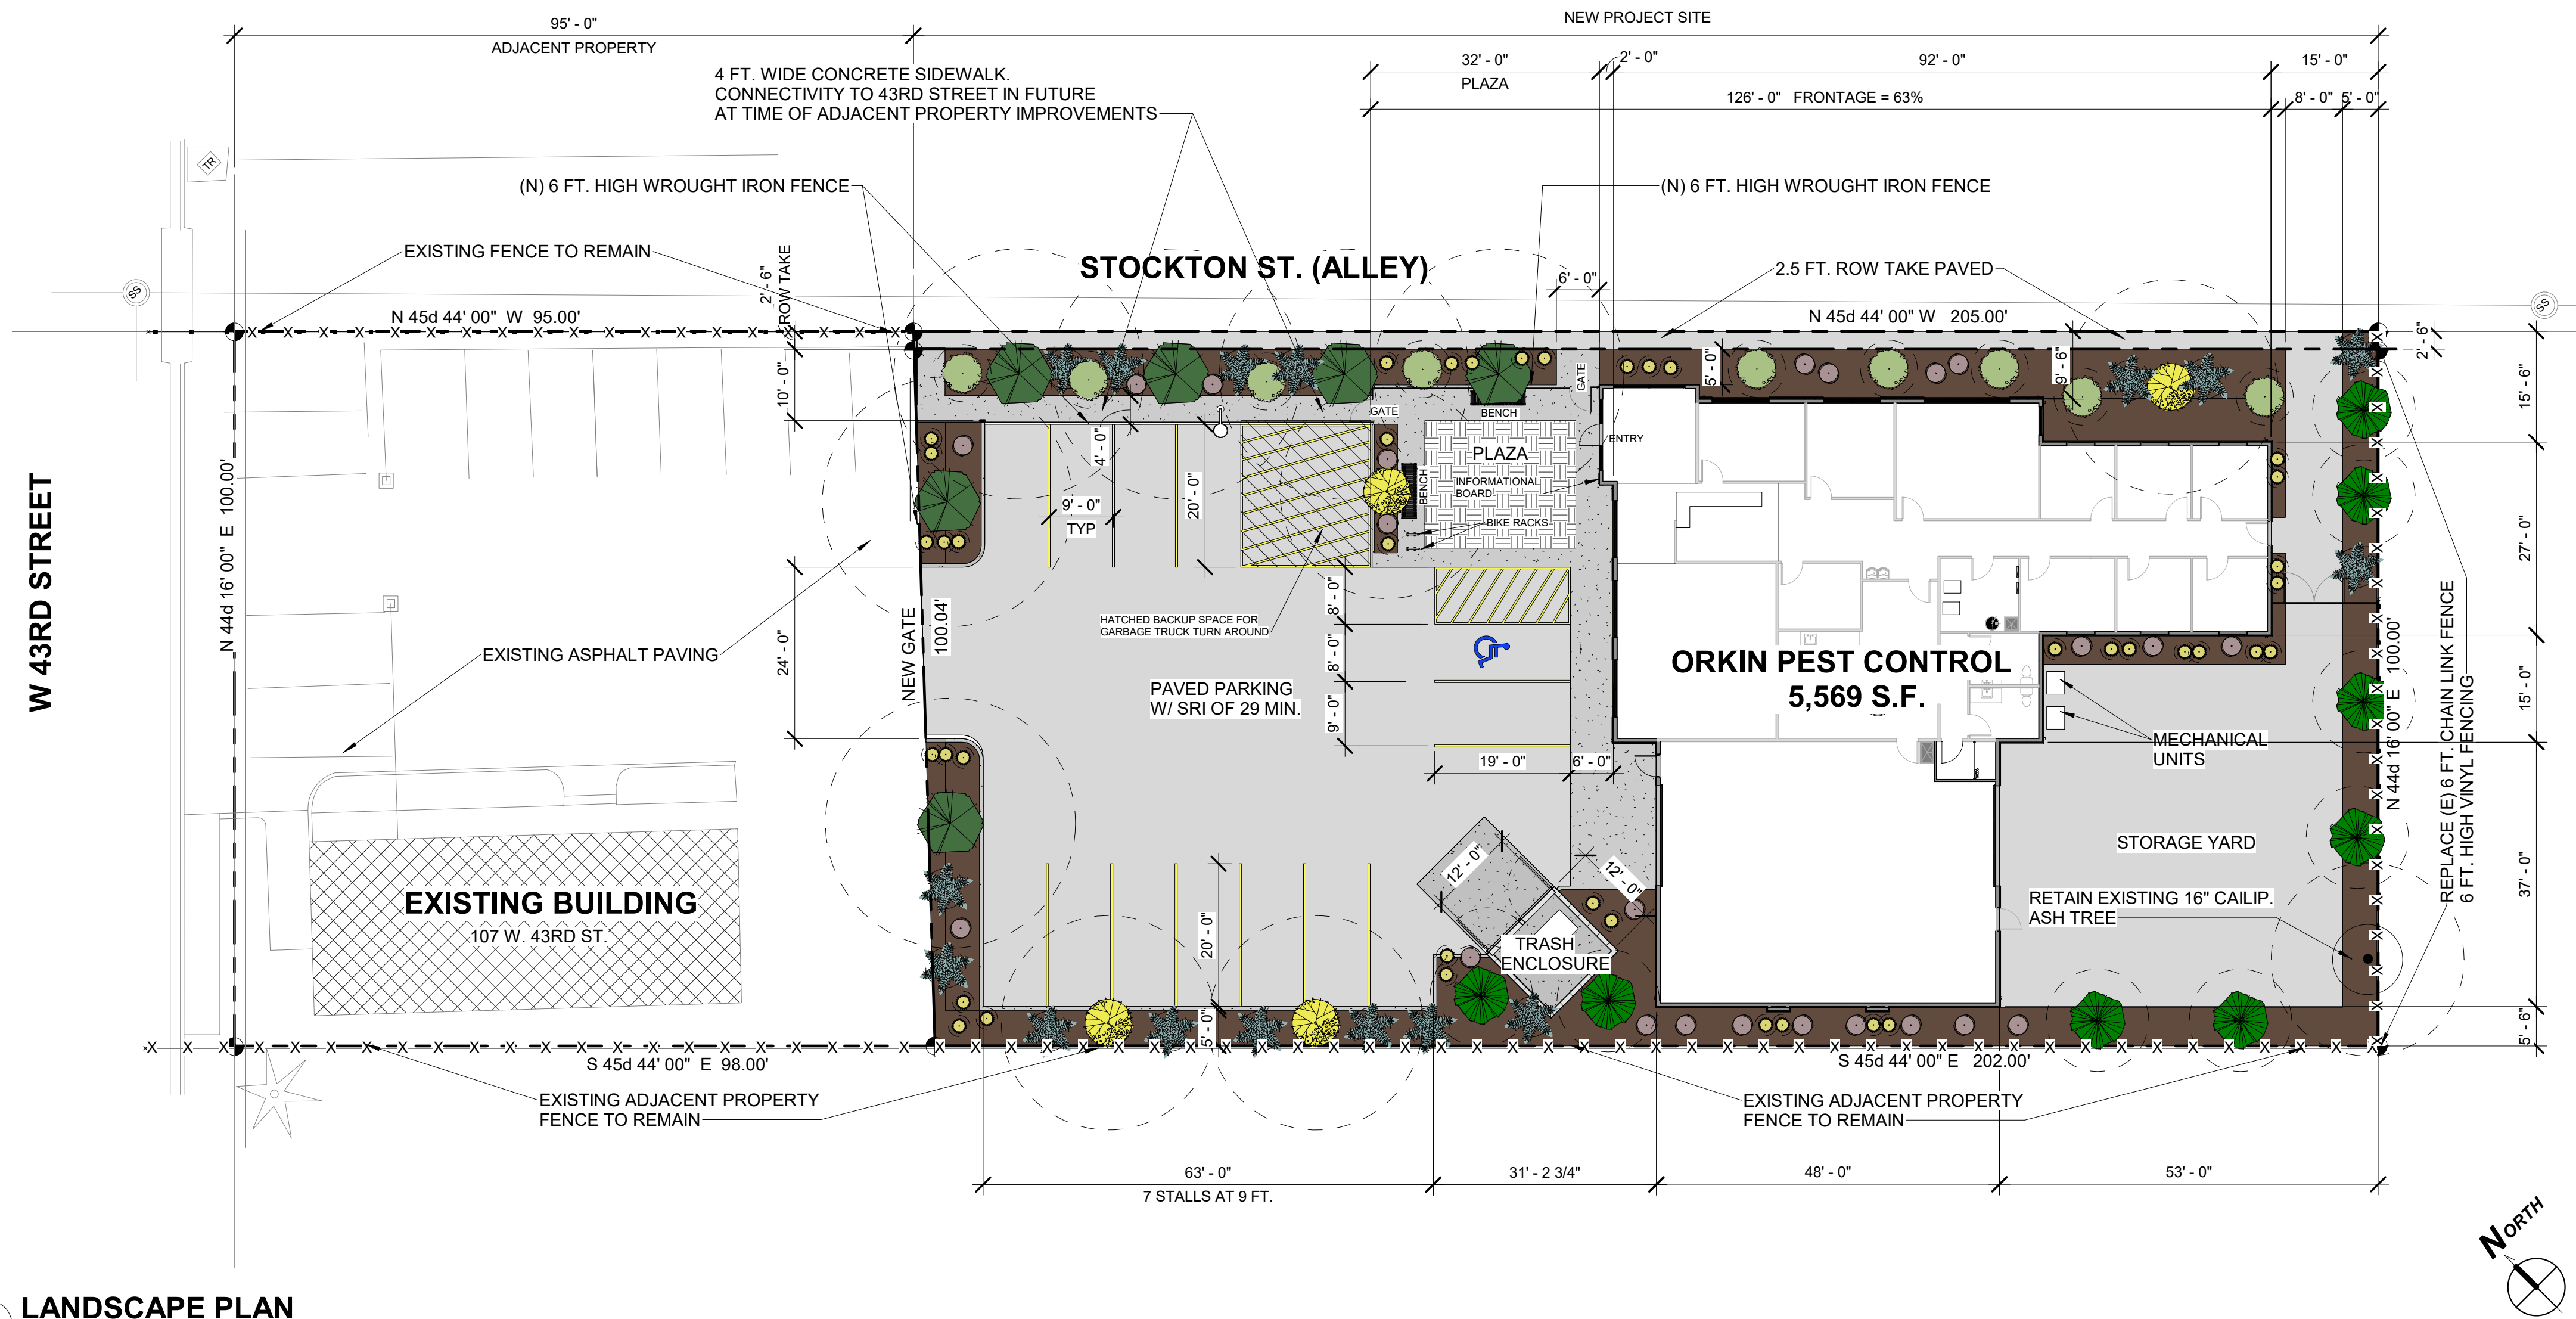 NEW PROJECT SITE
95' - 0"
ADJACENT PROPERTY
32' - 0"
PLAZA
2' - 0"
92' - 0"
15' - 0"
126' - 0" FRONTAGE = 63%
8' - 0"
5' - 0"
4 FT. WIDE CONCRETE SIDEWALK.
CONNECTIVITY TO 43RD STREET IN FUTURE
AT TIME OF ADJACENT PROPERTY IMPROVEMENTS
TR
(N) 6 FT. HIGH WROUGHT IRON FENCE
(N) 6 FT. HIGH WROUGHT IRON FENCE
EXISTING FENCE TO REMAIN
2' - 6"
ROW TAKE
STOCKTON ST. (ALLEY)
6' - 0"
2.5 FT. ROW TAKE PAVED
SS
SS
N 45d 44' 00" W 95.00'
N 45d 44' 00" W 205.00'
2' - 6"
10' - 0"
5' - 0"
9' - 6"
15' - 6"
GATE
GATE
BENCH
ENTRY
4' - 0"
PLAZA
W 43RD STREET
N 44d 16' 00" E 100.00'
9' - 0"
TYP
20' - 0"
BENCH
INFORMATIONAL
BOARD
BIKE RACKS
27' - 0"
24' - 0"
NEW GATE
100.04'
HATCHED BACKUP SPACE FOR
GARBAGE TRUCK TURN AROUND
8' - 0"
8' - 0"
9' - 0"
EXISTING ASPHALT PAVING
PAVED PARKING
W/ SRI OF 29 MIN.
ORKIN PEST CONTROL
5,569 S.F.
N 44d 16' 00" E 100.00'
REPLACE (E) 6 FT. CHAIN LINK FENCE
6 FT. HIGH VINYL FENCING
15' - 0"
MECHANICAL
UNITS
19' - 0"
6' - 0"
STORAGE YARD
12' - 0"
12' - 0"
37' - 0"
RETAIN EXISTING 16" CAILIP.
ASH TREE
EXISTING BUILDING
107 W. 43RD ST.
20' - 0"
TRASH
ENCLOSURE
5' - 0"
5' - 6"
S 45d 44' 00" E 98.00'
S 45d 44' 00" E 202.00'
EXISTING ADJACENT PROPERTY
FENCE TO REMAIN
EXISTING ADJACENT PROPERTY
FENCE TO REMAIN
63' - 0"
7 STALLS AT 9 FT.
31' - 2 3/4"
48' - 0"
53' - 0"
NORTH
LANDSCAPE PLAN